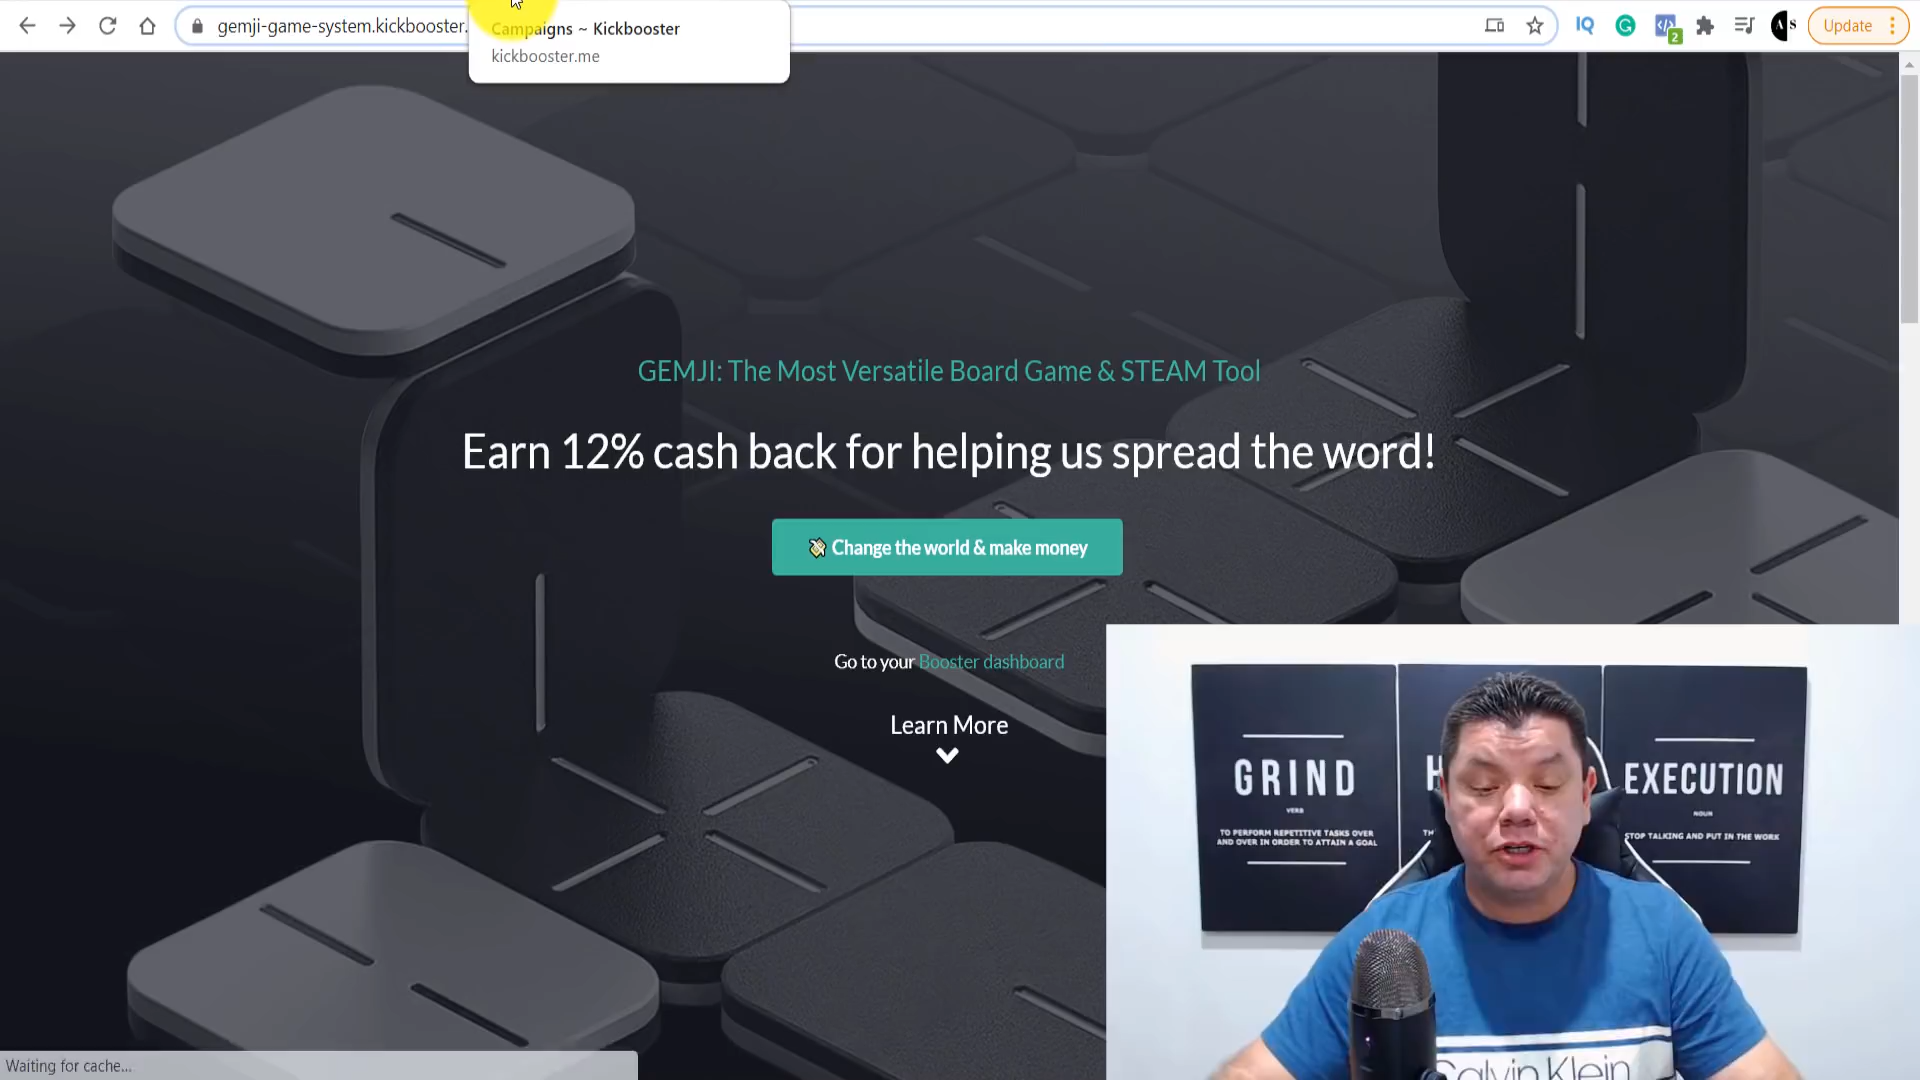 gemji-game-system.kickbooster.
Campaigns ~ Kickbooster
kickbooster.me
2
A S
Update
GEMJI: The Most Versatile Board Game & STEAM Tool
Earn 12% cash back for helping us spread the word!
💸 Change the world & make money
Go to your Booster dashboard
Learn More
GRIND
VERB
TO PERFORM REPETITIVE TASKS OVER
AND OVER IN ORDER TO ATTAIN A GOAL
H
TH
EXECUTION
NOUN
STOP TALKING AND PUT IN THE WORK
Calvin Klein
Waiting for cache...